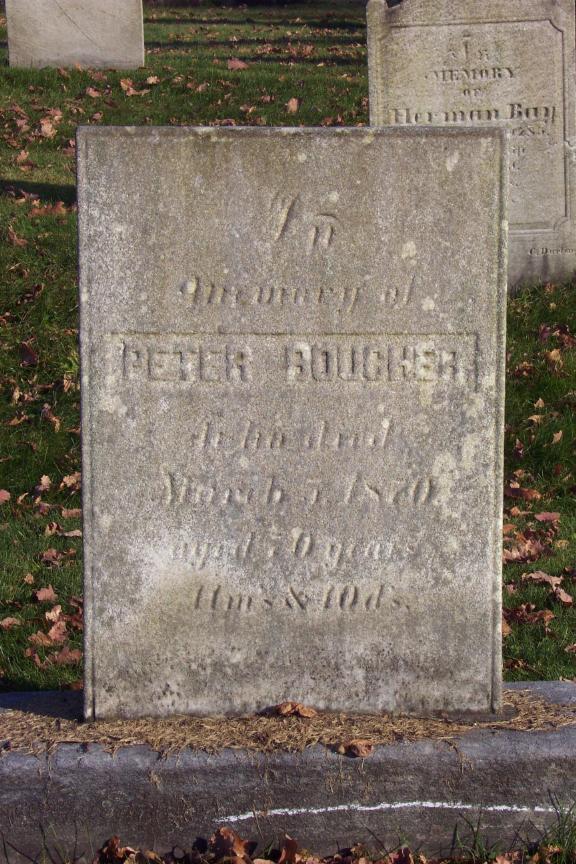 In
Memory of
PETER BOUCHER
who died
March 5, 1870,
aged 70 years
11ms & 10ds.
In
MEMORY
OF
Herman Bay